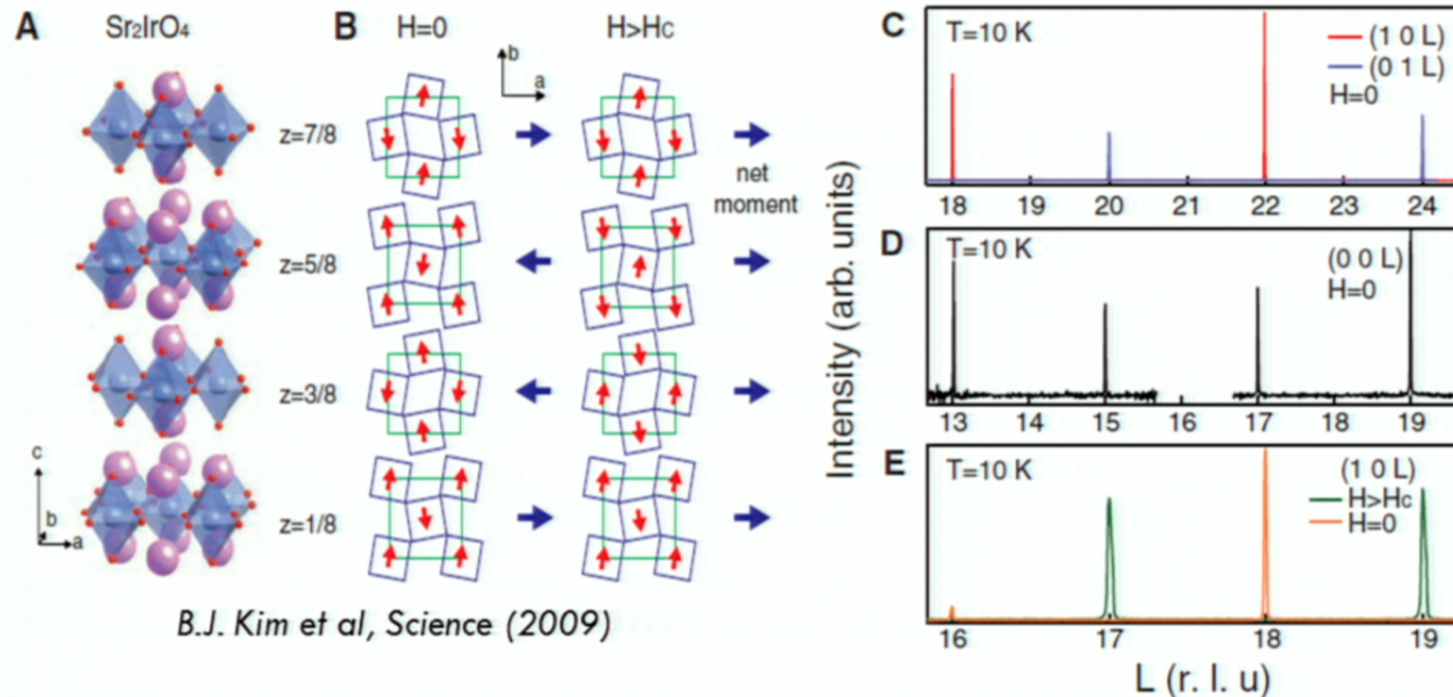 A Sr₂IrO₄
B H=0 H>Hc
b
a
z=7/8
z=5/8
z=3/8
z=1/8
net
moment
c
b
a
B.J. Kim et al, Science (2009)
Intensity (arb. units)
C T=10 K
(1 0 L)
(0 1 L)
H=0
18 19 20 21 22 23 24
D T=10 K
(0 0 L)
H=0
13 14 15 16 17 18 19
E T=10 K
(1 0 L)
H>Hc
H=0
16 17 18 19
L (r. l. u)